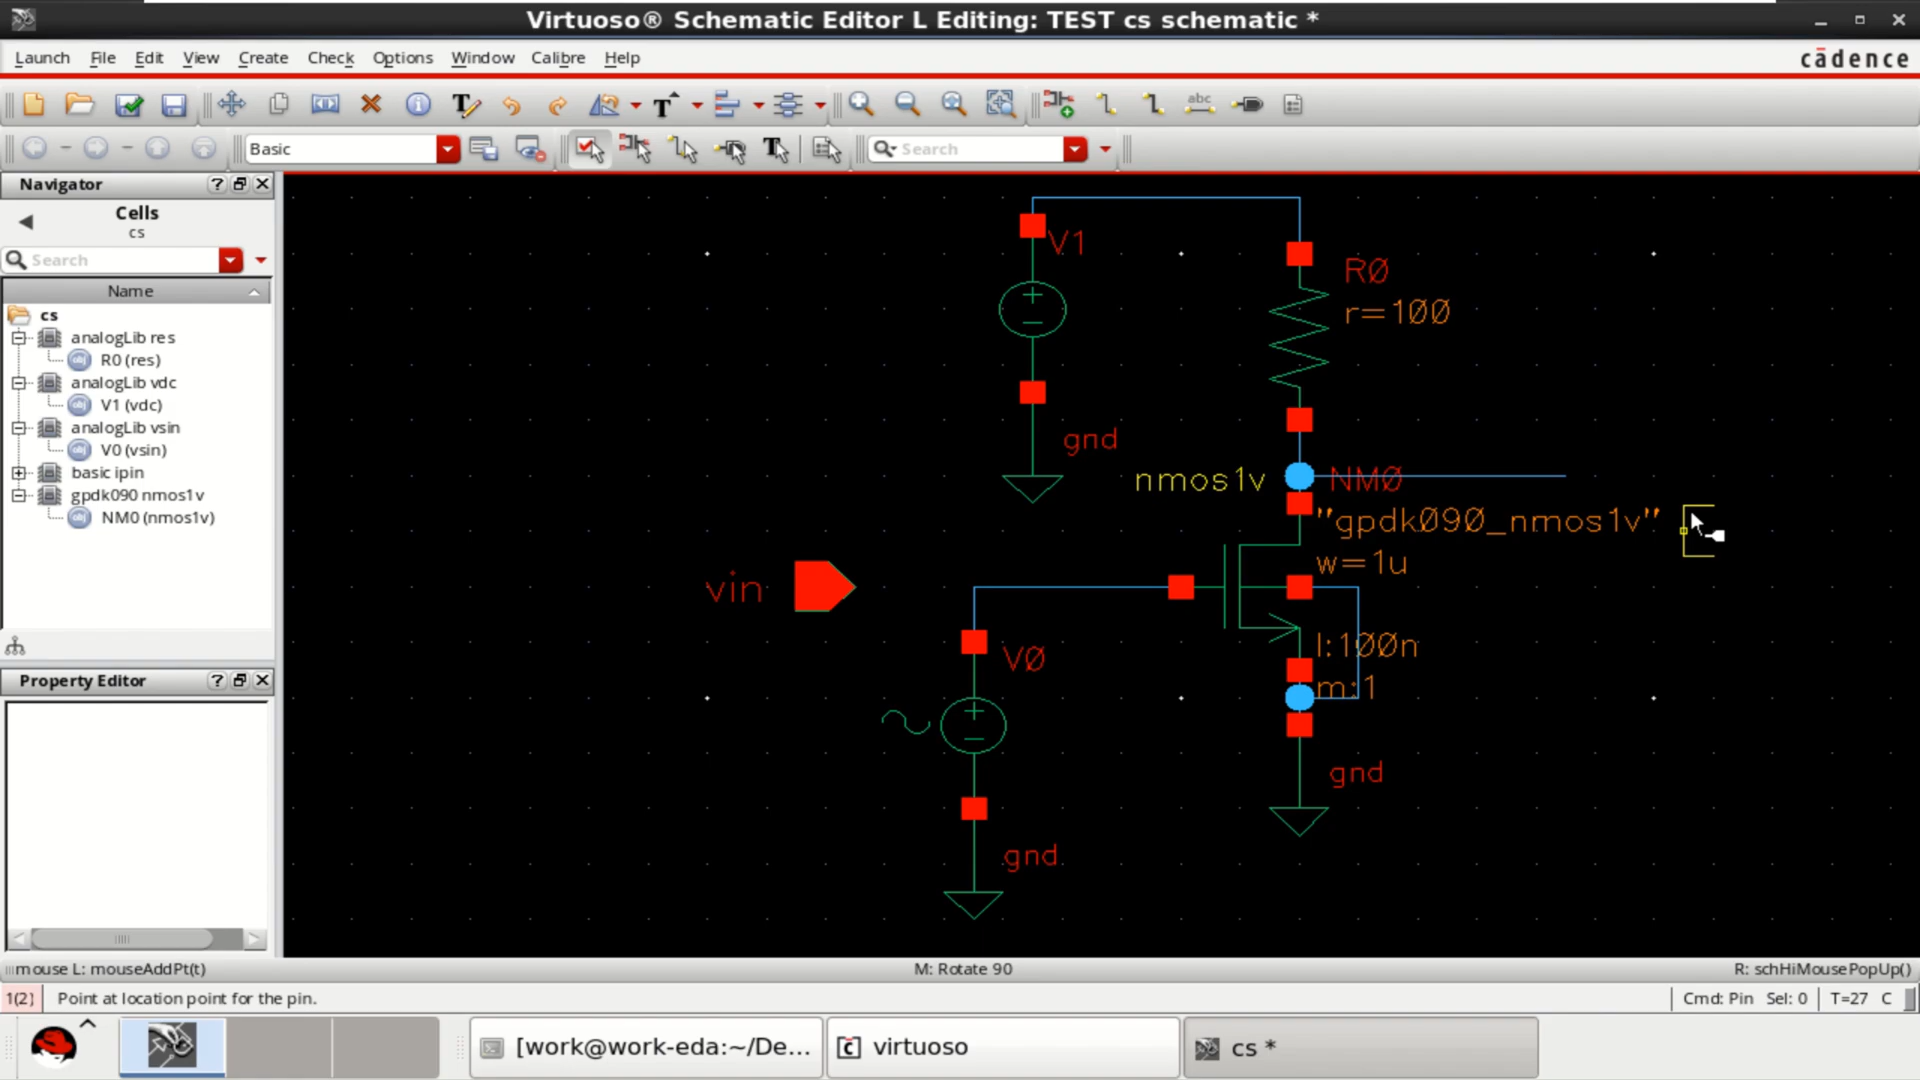 Virtuoso® Schematic Editor L Editing: TEST cs schematic *
Launch File Edit View Create Check Options Window Calibre Help
cādence
abc
Basic
Search
Navigator
Cells
cs
Search
Name
cs
analogLib res
R0 (res)
analogLib vdc
V1 (vdc)
analogLib vsin
V0 (vsin)
basic ipin
gpdk090 nmos1v
NM0 (nmos1v)
Property Editor
V1
R0
r=100
gnd
nmos1v
NM0
"gpdk090_nmos1v"
w=1u
vin
l:100n
V0
m:1
gnd
gnd
mouse L: mouseAddPt(t)
M: Rotate 90
R: schHiMousePopUp()
1(2)
Point at location point for the pin.
Cmd: Pin Sel: 0
T=27 C
[work@work-eda:~/De...
virtuoso
cs *